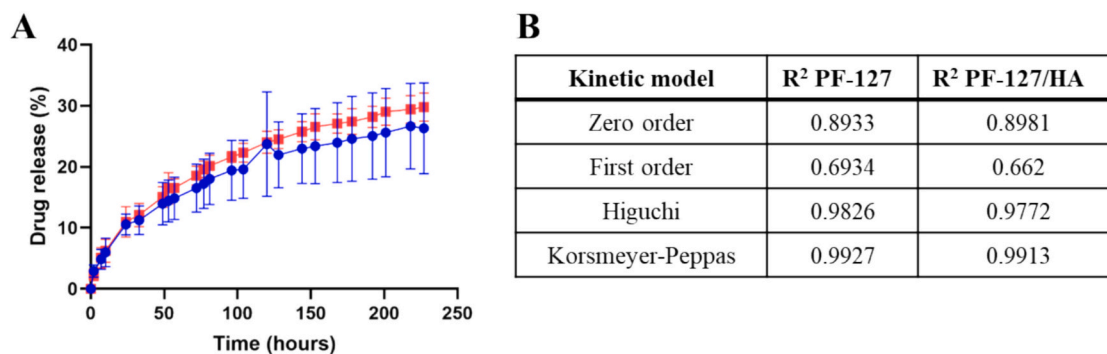 A
40
30
20
10
0
Drug release (%)
0 50 100 150 200 250
Time (hours)
B
Kinetic model R² PF-127 R² PF-127/HA
Zero order 0.8933 0.8981
First order 0.6934 0.662
Higuchi 0.9826 0.9772
Korsmeyer-Peppas 0.9927 0.9913